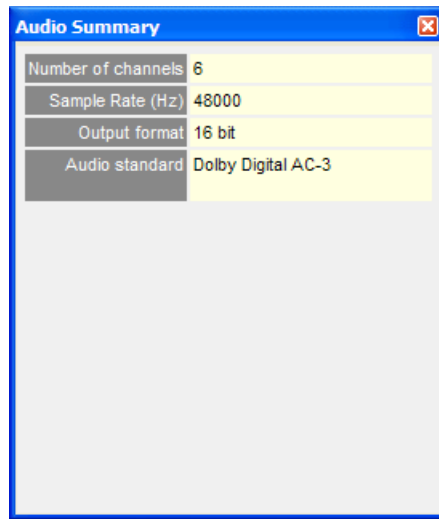 Audio Summary
Number of channels 6
Sample Rate (Hz) 48000
Output format 16 bit
Audio standard Dolby Digital AC-3